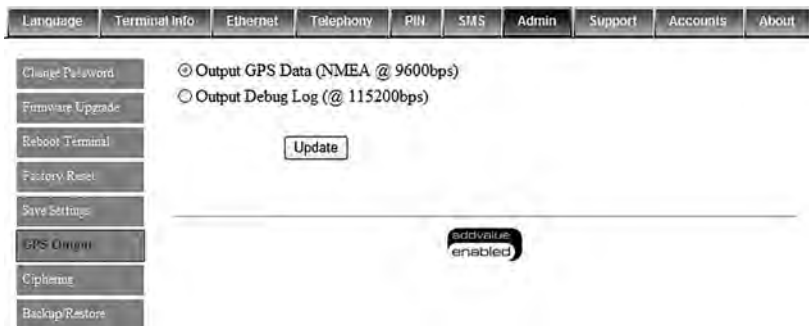 Language Terminal Info Ethernet Telephony PIN SMS Admin Support Accounts About
Change Password
Firmware Upgrade
Reboot Terminal
Factory Reset
Save Settings
GPS Output
Ciphering
Backup/Restore
Output GPS Data (NMEA @ 9600bps)
Output Debug Log (@ 115200bps)
Update
addvalue
enabled